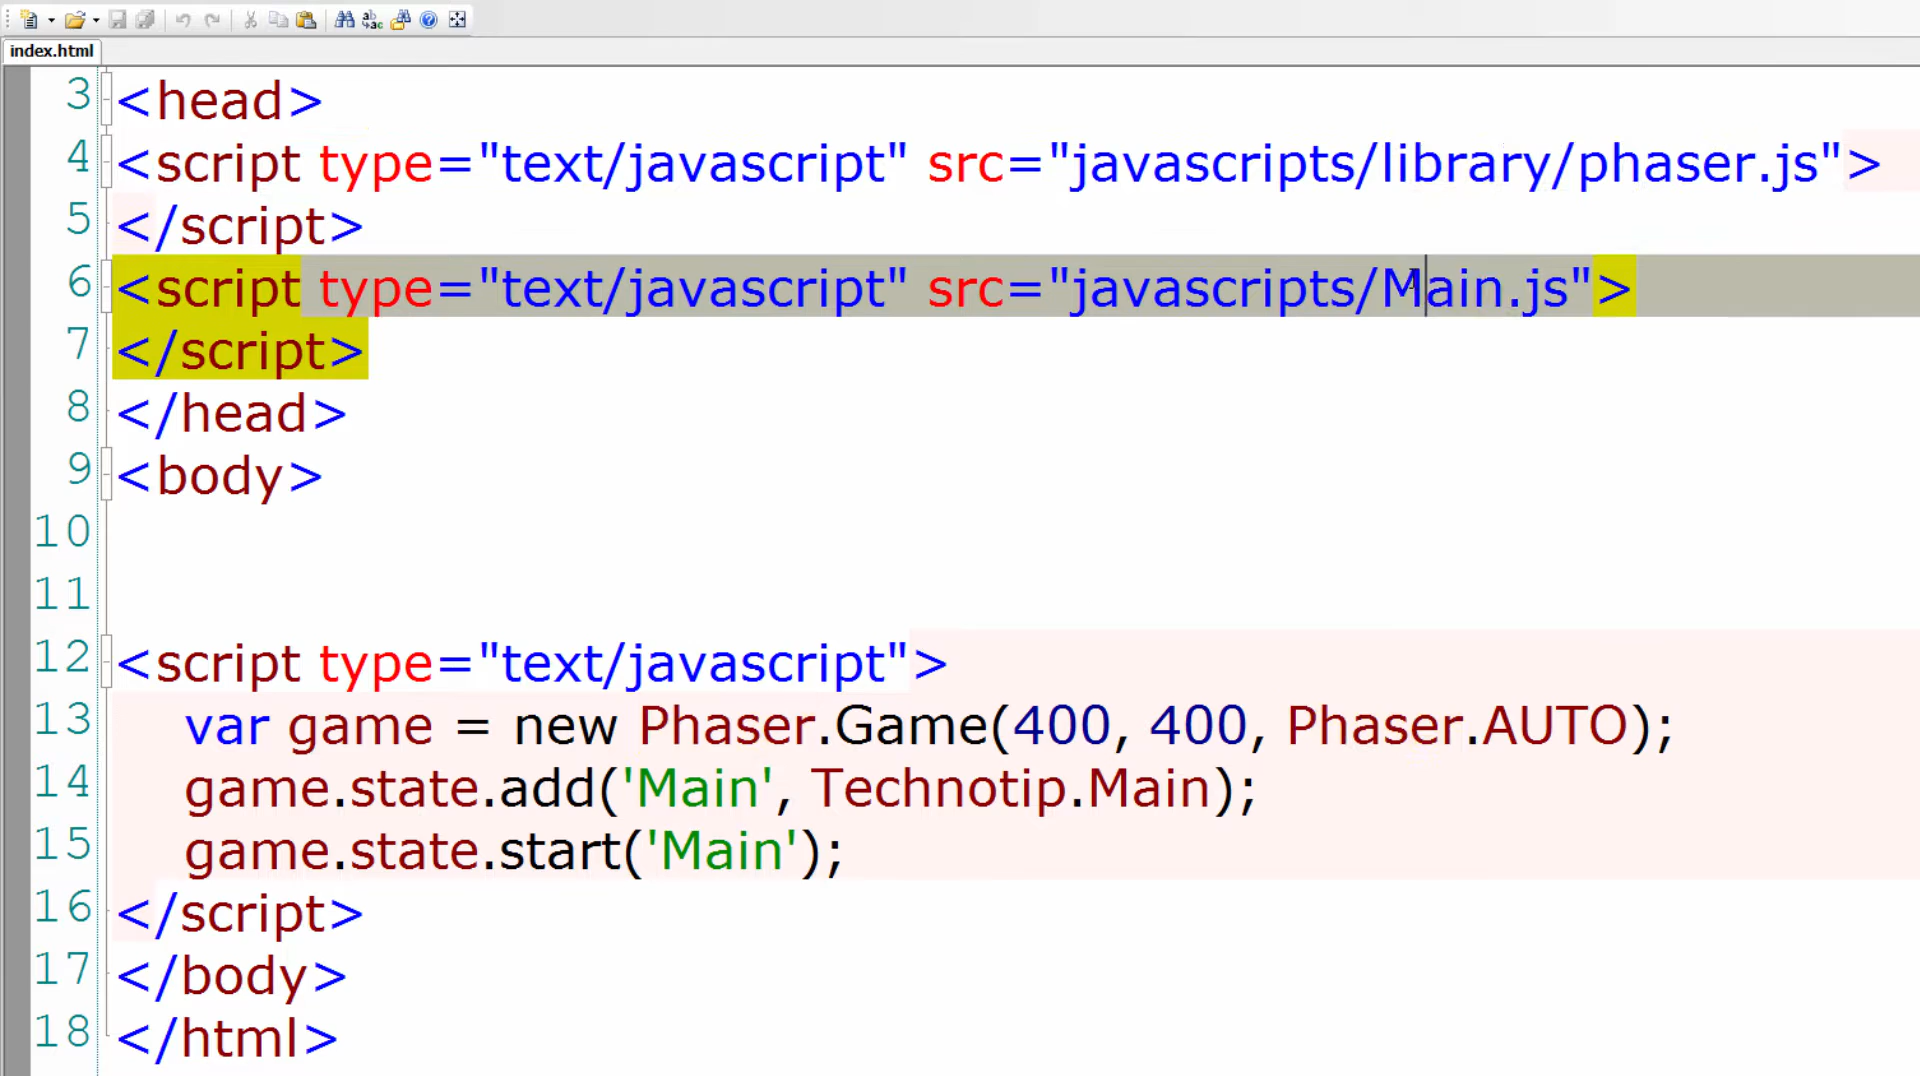 index.html
3 <head>
4 <script type="text/javascript" src="javascripts/library/phaser.js">
5 </script>
6 <script type="text/javascript" src="javascripts/Main.js">
7 </script>
8 </head>
9 <body>
10
11
12 <script type="text/javascript">
13 var game = new Phaser.Game(400, 400, Phaser.AUTO);
14 game.state.add('Main', Technotip.Main);
15 game.state.start('Main');
16 </script>
17 </body>
18 </html>